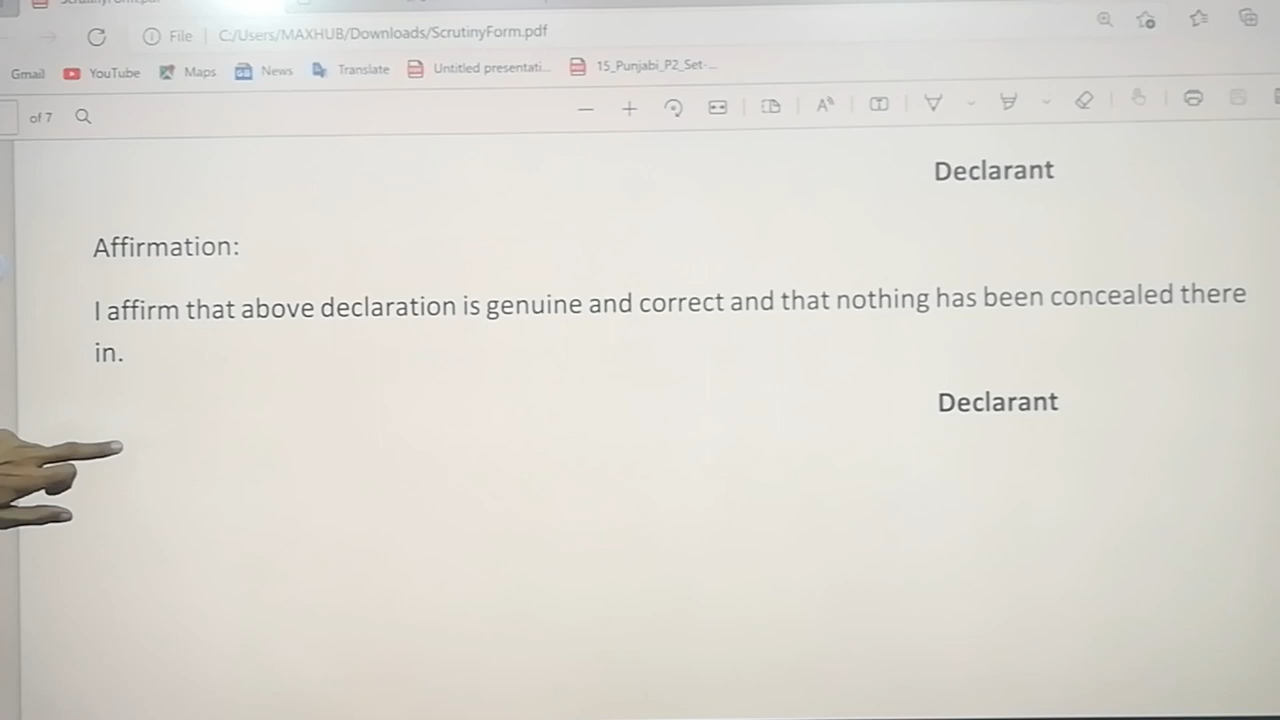 File C:/Users/MAXHUB/Downloads/ScrutinyForm.pdf
Gmail YouTube Maps News Translate Untitled presentati... 15_Punjabi_P2_Set-...
of 7
Declarant
Affirmation:
I affirm that above declaration is genuine and correct and that nothing has been concealed there
in.
Declarant